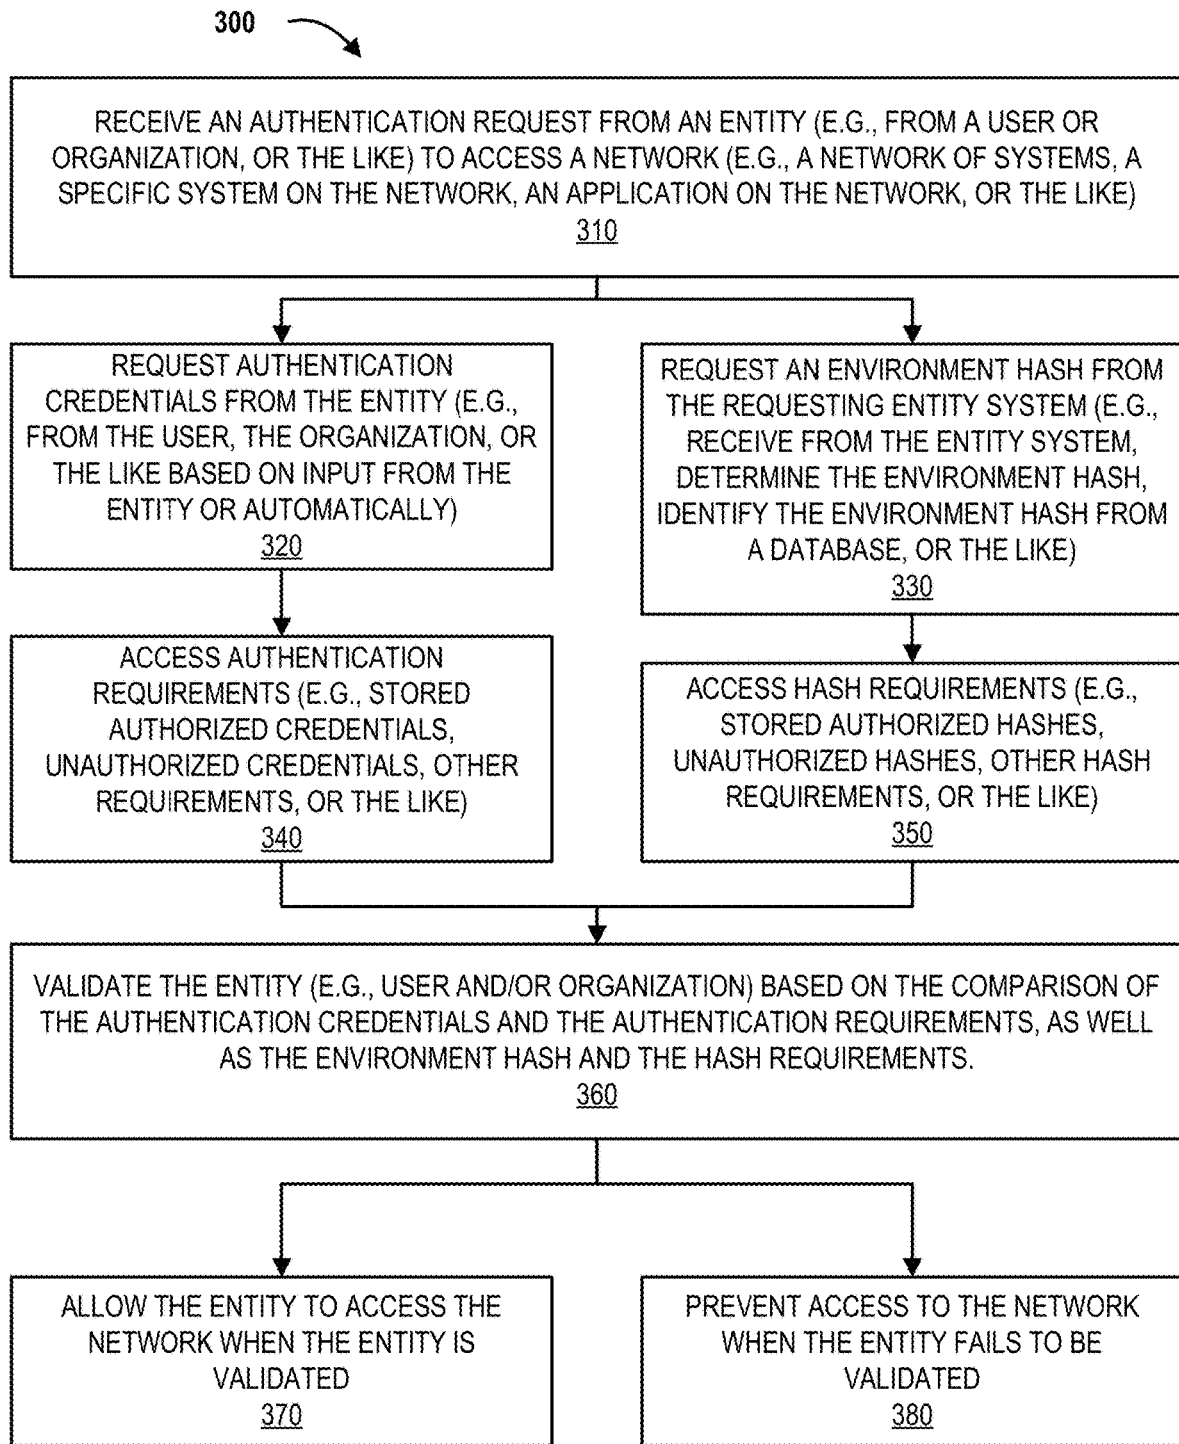 300
RECEIVE AN AUTHENTICATION REQUEST FROM AN ENTITY (E.G., FROM A USER OR
ORGANIZATION, OR THE LIKE) TO ACCESS A NETWORK (E.G., A NETWORK OF SYSTEMS, A
SPECIFIC SYSTEM ON THE NETWORK, AN APPLICATION ON THE NETWORK, OR THE LIKE)
310
REQUEST AUTHENTICATION
CREDENTIALS FROM THE ENTITY (E.G.,
FROM THE USER, THE ORGANIZATION, OR
THE LIKE BASED ON INPUT FROM THE
ENTITY OR AUTOMATICALLY)
320
REQUEST AN ENVIRONMENT HASH FROM
THE REQUESTING ENTITY SYSTEM (E.G.,
RECEIVE FROM THE ENTITY SYSTEM,
DETERMINE THE ENVIRONMENT HASH,
IDENTIFY THE ENVIRONMENT HASH FROM
A DATABASE, OR THE LIKE)
330
ACCESS AUTHENTICATION
REQUIREMENTS (E.G., STORED
AUTHORIZED CREDENTIALS,
UNAUTHORIZED CREDENTIALS, OTHER
REQUIREMENTS, OR THE LIKE)
340
ACCESS HASH REQUIREMENTS (E.G.,
STORED AUTHORIZED HASHES,
UNAUTHORIZED HASHES, OTHER HASH
REQUIREMENTS, OR THE LIKE)
350
VALIDATE THE ENTITY (E.G., USER AND/OR ORGANIZATION) BASED ON THE COMPARISON OF
THE AUTHENTICATION CREDENTIALS AND THE AUTHENTICATION REQUIREMENTS, AS WELL
AS THE ENVIRONMENT HASH AND THE HASH REQUIREMENTS.
360
ALLOW THE ENTITY TO ACCESS THE
NETWORK WHEN THE ENTITY IS
VALIDATED
370
PREVENT ACCESS TO THE NETWORK
WHEN THE ENTITY FAILS TO BE
VALIDATED
380